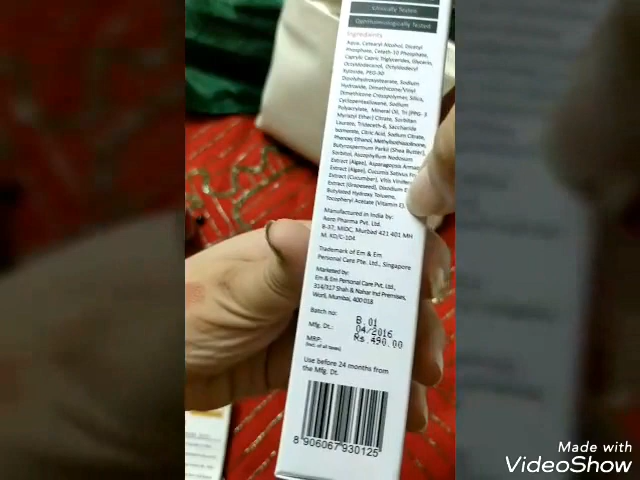 Clinically Tested
Ophthalmologically Tested
Ingredients
Aqua, Cetearyl Alcohol, Dicetyl
Phosphate, Ceteth-10 Phosphate,
Caprylic Capric Triglycerides, Glycerin,
Octyldodecanol, Octyldodecyl
Xyloside, PEG-30
Dipolyhydroxystearate, Sodium
Hydroxide, Dimethicone/Vinyl
Dimethicone Crosspolymer, Silica,
Cyclopentasiloxane, Sodium
Polyacrylate, Mineral Oil, Tri (PPG- 3
Myristyl Ether) Citrate, Sorbitan
Laurate, Trideceth-6, Saccharide
Isomerate, Citric Acid, Sodium Citrate,
Phenoxy Ethanol, Methylisothiazolinone,
Butyrospermum Parkii (Shea Butter),
Sorbitol, Ascophyllum Nodosum
Extract (Algae), Asparagopsis Armata
Extract (Algae), Cucumis Sativus
Extract (Cucumber), Vitis Vinifera
Extract (Grapeseed), Disodium
Butylated Hydroxy Toluene,
Tocopheryl Acetate (Vitamin E).
Manufactured in India by:
Aero Pharma Pvt. Ltd.
B-37, MIDC, Murbad 421 401 MH
M. KD/C-104
Trademark of Em & Em
Personal Care Pte. Ltd., Singapore
Marketed by:
Em & Em Personal Care Pvt. Ltd.,
314/317 Shah & Nahar Ind Premises,
Worli, Mumbai, 400 018
Batch no: B.01
Mfg. Dt.: 04/2016
MRP: Rs.490.00
(Incl. of all taxes)
Use before 24 months from
the Mfg. Dt.
8 906067 930125
Made with
VideoShow